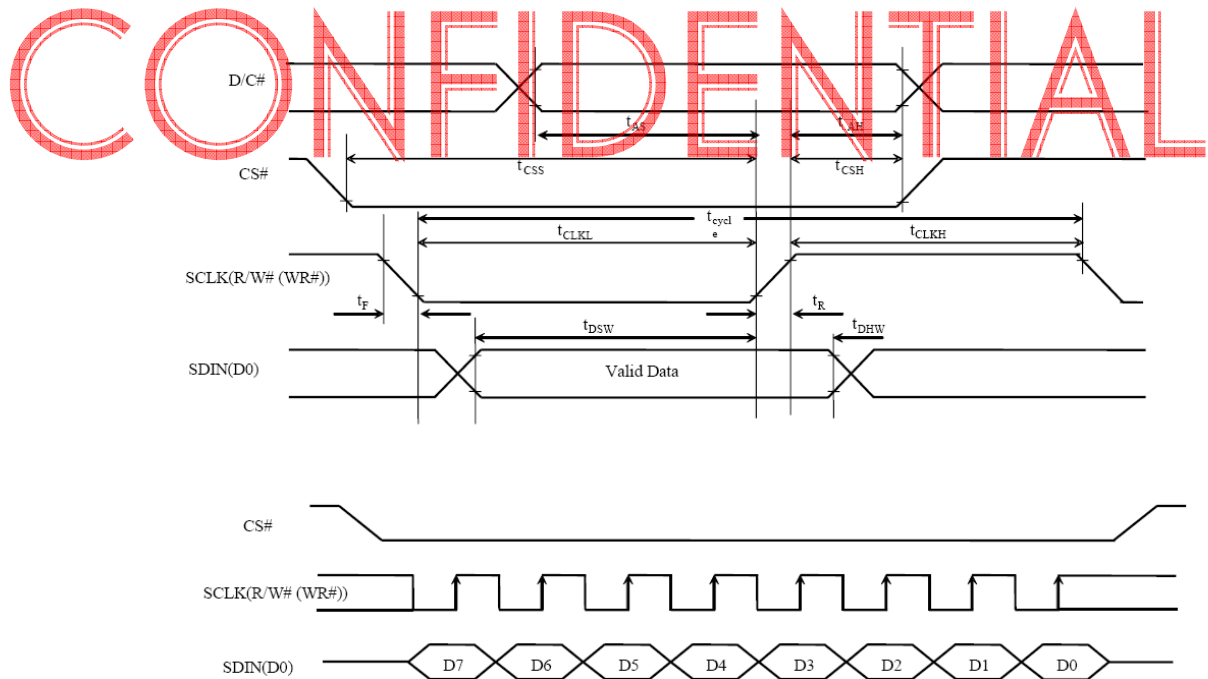 CONFIDENTIAL
D/C#
tAS
tAH
tCSS
tCSH
CS#
tcycl
e
tCLKL
tCLKH
SCLK(R/W# (WR#))
tF
tR
tDSW
tDHW
SDIN(D0)
Valid Data
CS#
SCLK(R/W# (WR#))
SDIN(D0)
D7 D6 D5 D4 D3 D2 D1 D0